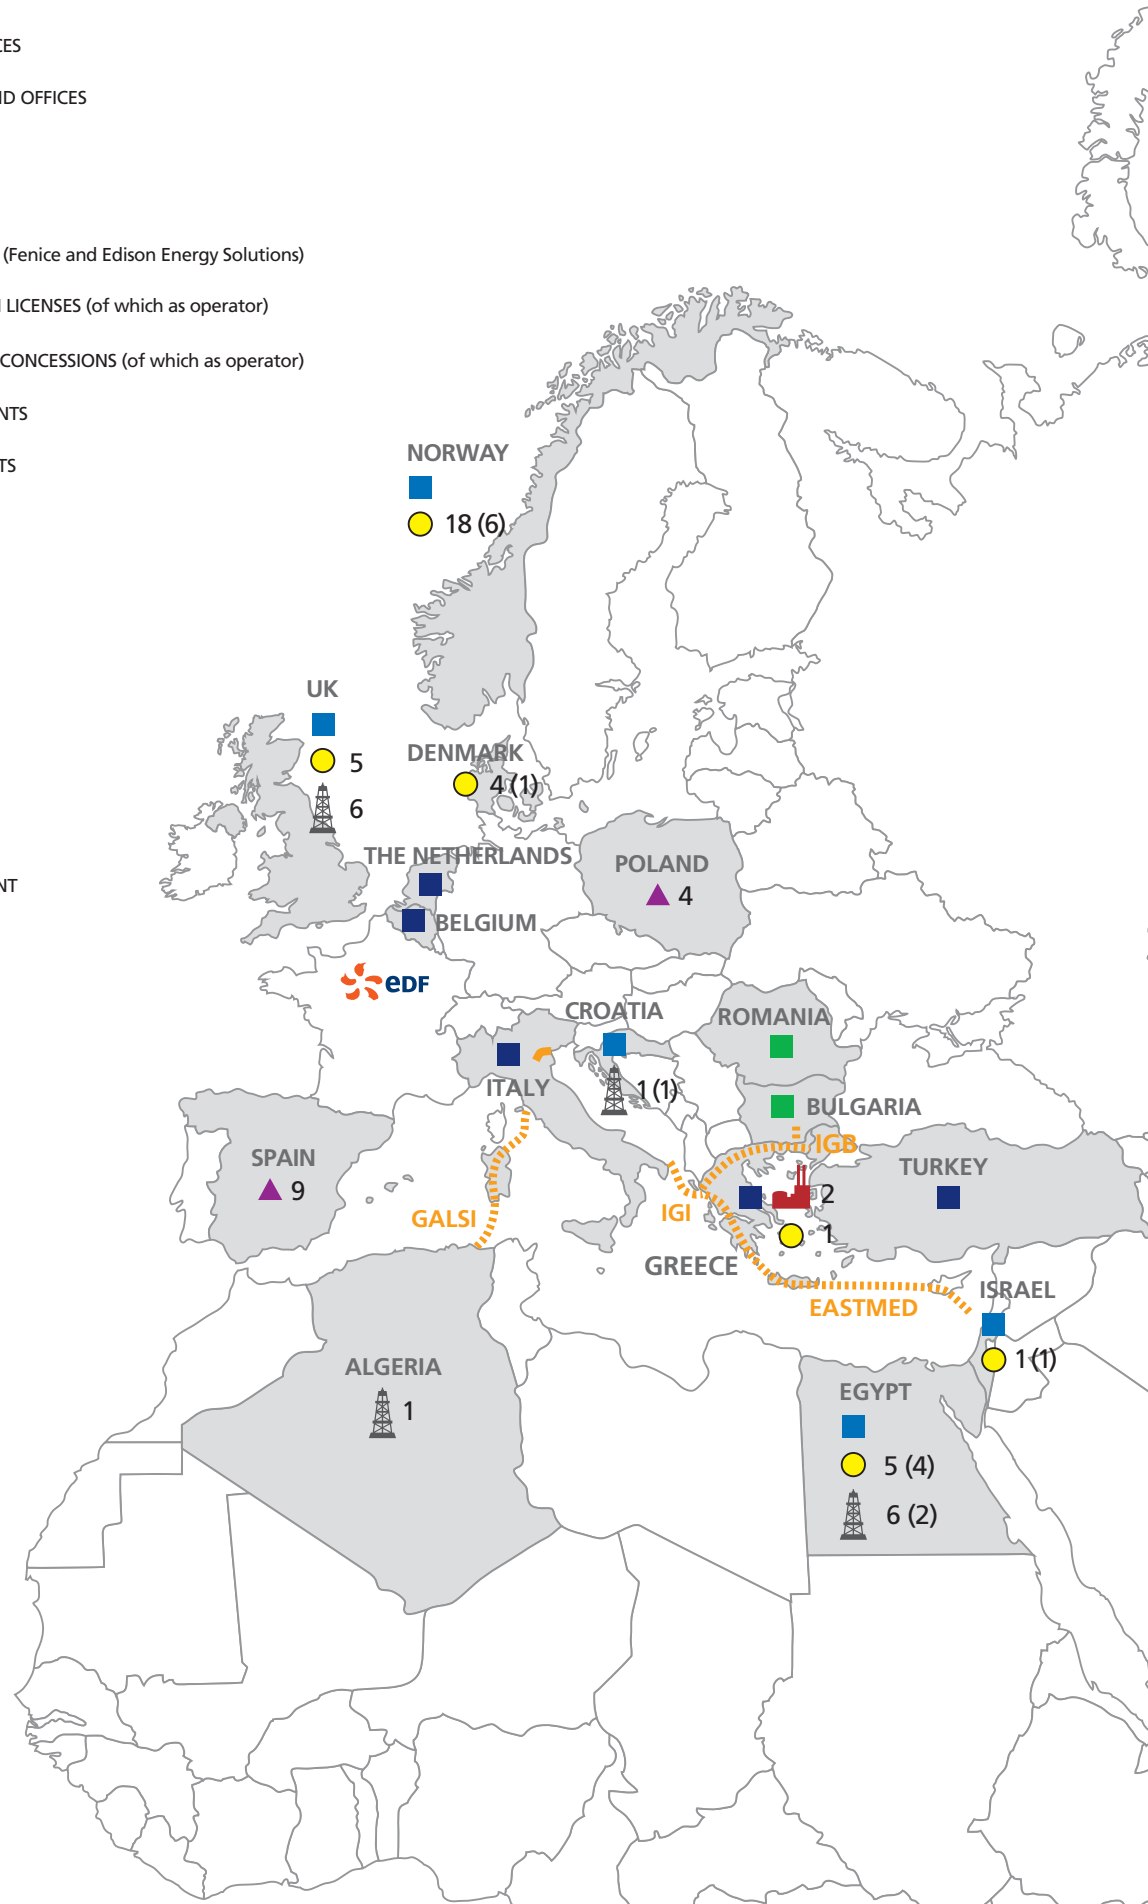 CES
ND OFFICES
(Fenice and Edison Energy Solutions)
LICENSES (of which as operator)
CONCESSIONS (of which as operator)
NTS
TS
NORWAY
18 (6)
UK
5
6
DENMARK
4 (1)
THE NETHERLANDS
POLAND
4
NT
BELGIUM
eDF
CROATIA
1 (1)
ROMANIA
ITALY
BULGARIA
IGB
SPAIN
9
TURKEY
GALSI
IGI
2
1
GREECE
EASTMED
ISRAEL
1 (1)
ALGERIA
1
EGYPT
5 (4)
6 (2)